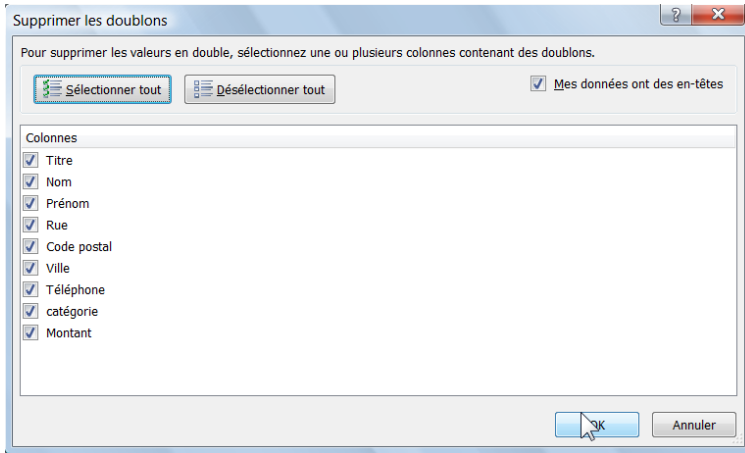 Supprimer les doublons
Pour supprimer les valeurs en double, sélectionnez une ou plusieurs colonnes contenant des doublons.
Sélectionner tout Désélectionner tout Mes données ont des en-têtes
Colonnes
Titre
Nom
Prénom
Rue
Code postal
Ville
Téléphone
catégorie
Montant
OK Annuler